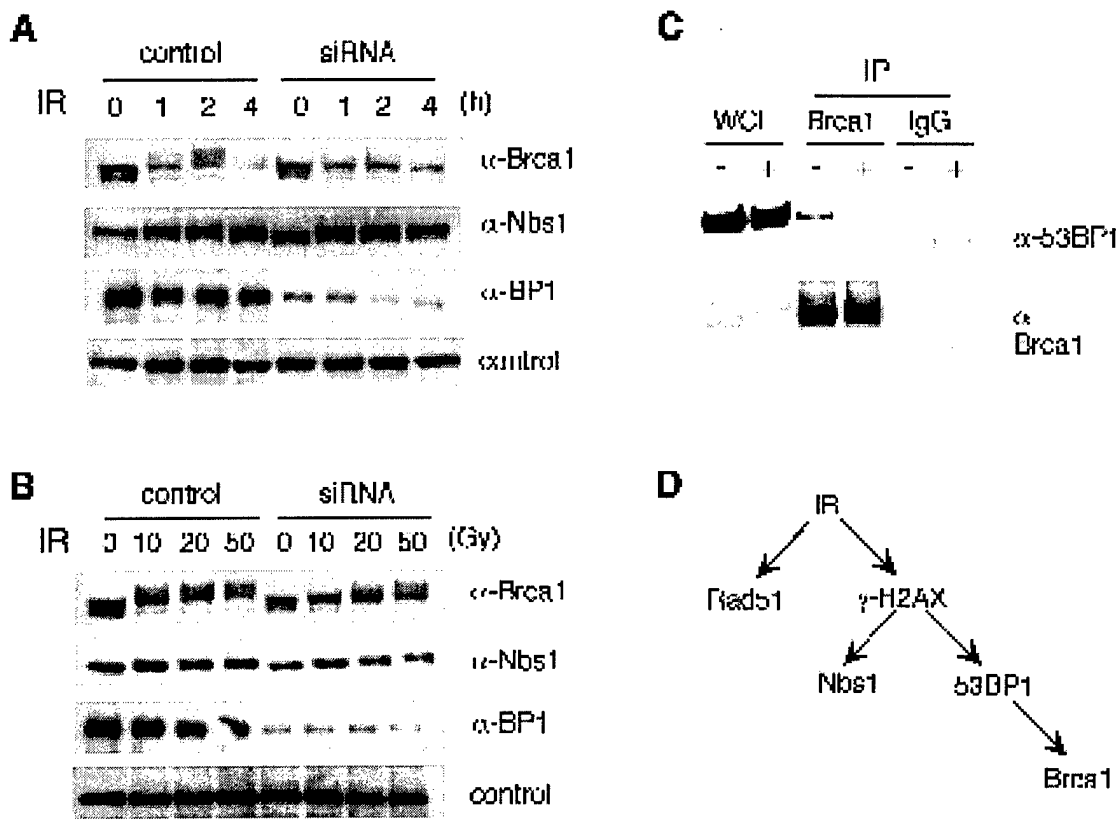 A
control siRNA
IR 0 1 2 4 0 1 2 4 (h)
α-Brca1
α-Nbs1
α-BP1
control
B
control siRNA
IR 0 10 20 50 0 10 20 50 (Gy)
α-Brca1
α-Nbs1
α-BP1
control
C
IP
WCl Brca1 IgG
- + - + - +
α-53BP1
α
Brca1
D
IR
Rad51 γ-H2AX
Nbs1 53BP1
Brca1